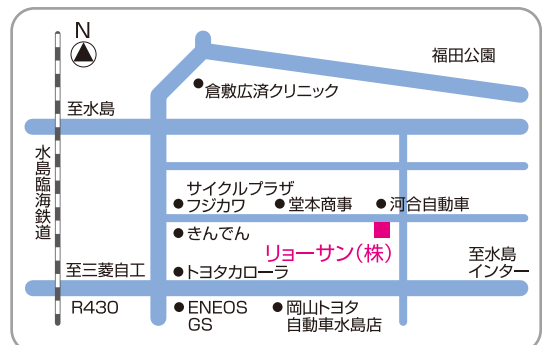 N
福田公園
倉敷広済クリニック
至水島
水島臨海鉄道
サイクルプラザ
フジカワ
堂本商事
河合自動車
きんでん
リョーサン(株)
至水島
インター
至三菱自工
トヨタカローラ
R430
ENEOS
GS
岡山トヨタ
自動車水島店